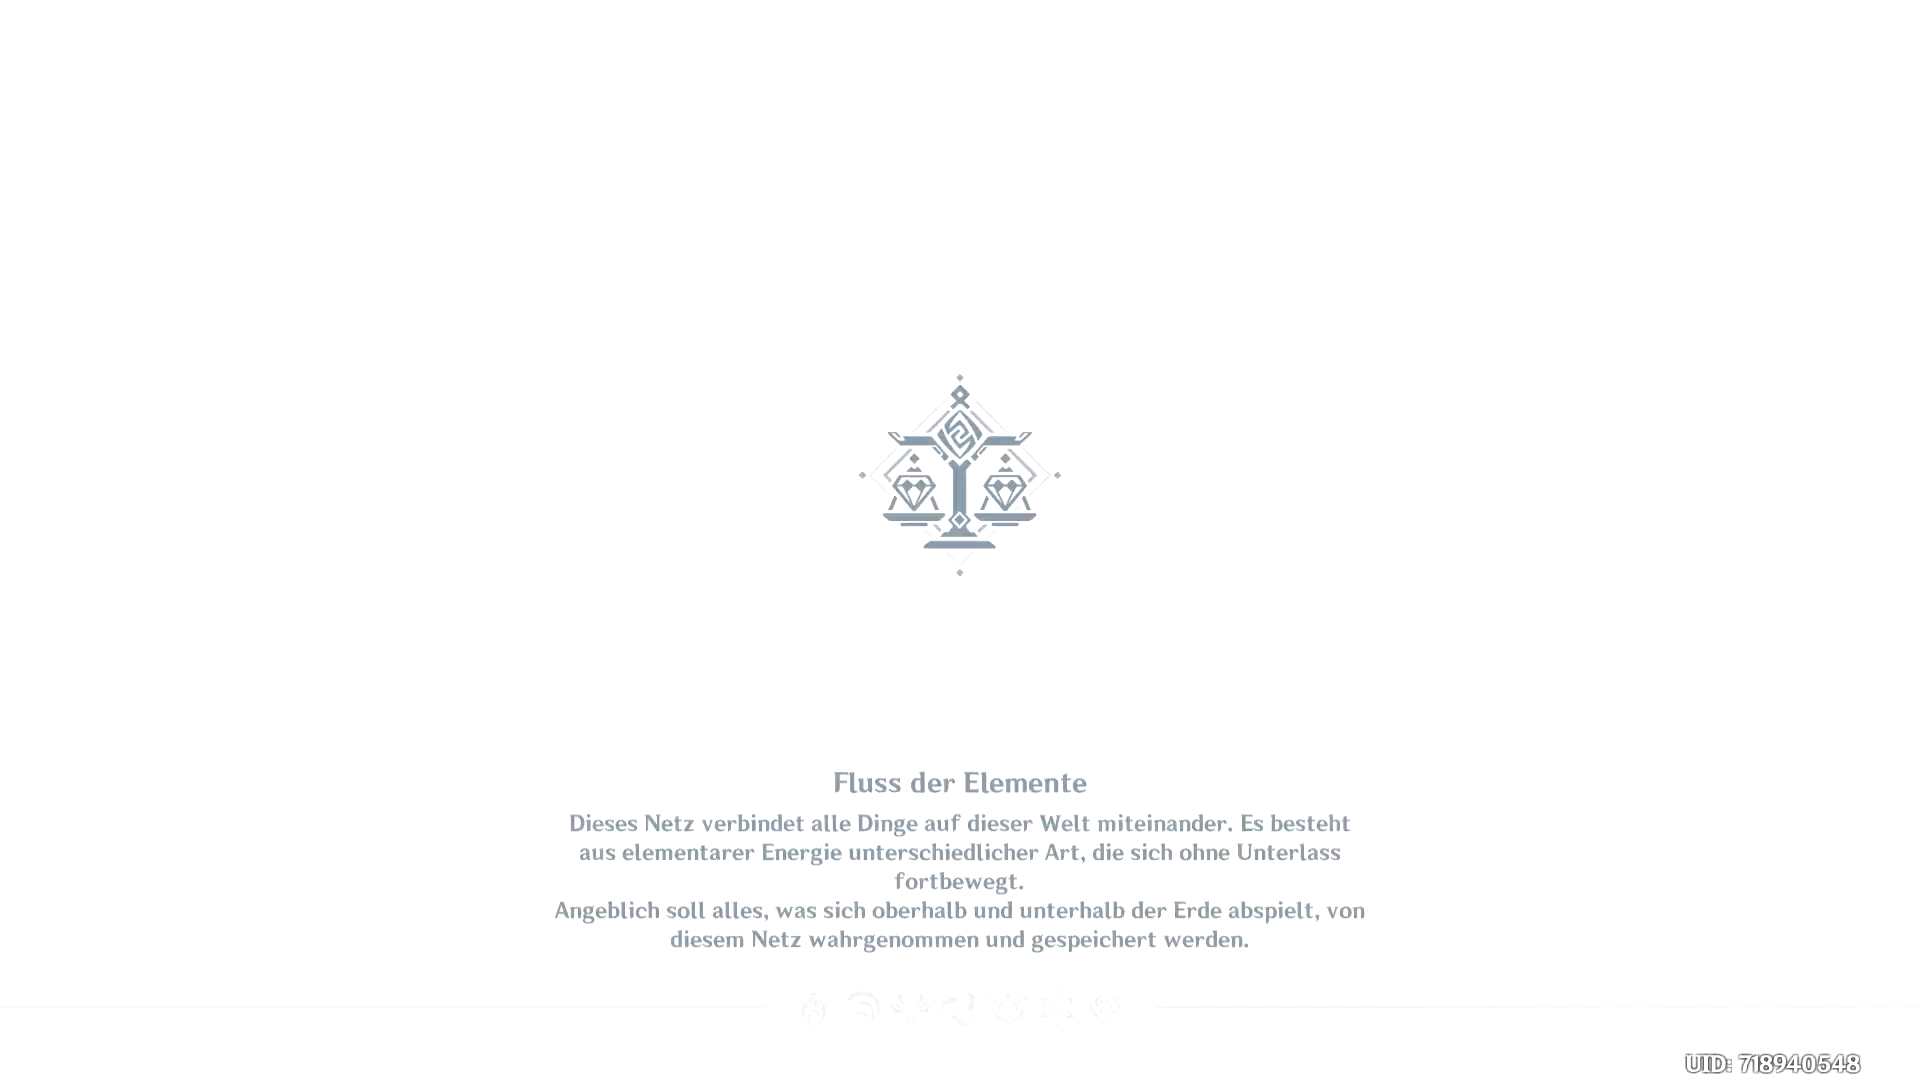 Fluss der Elemente
Dieses Netz verbindet alle Dinge auf dieser Welt miteinander. Es besteht
aus elementarer Energie unterschiedlicher Art, die sich ohne Unterlass
fortbewegt.
Angeblich soll alles, was sich oberhalb und unterhalb der Erde abspielt, von
diesem Netz wahrgenommen und gespeichert werden.
UID: 718940548